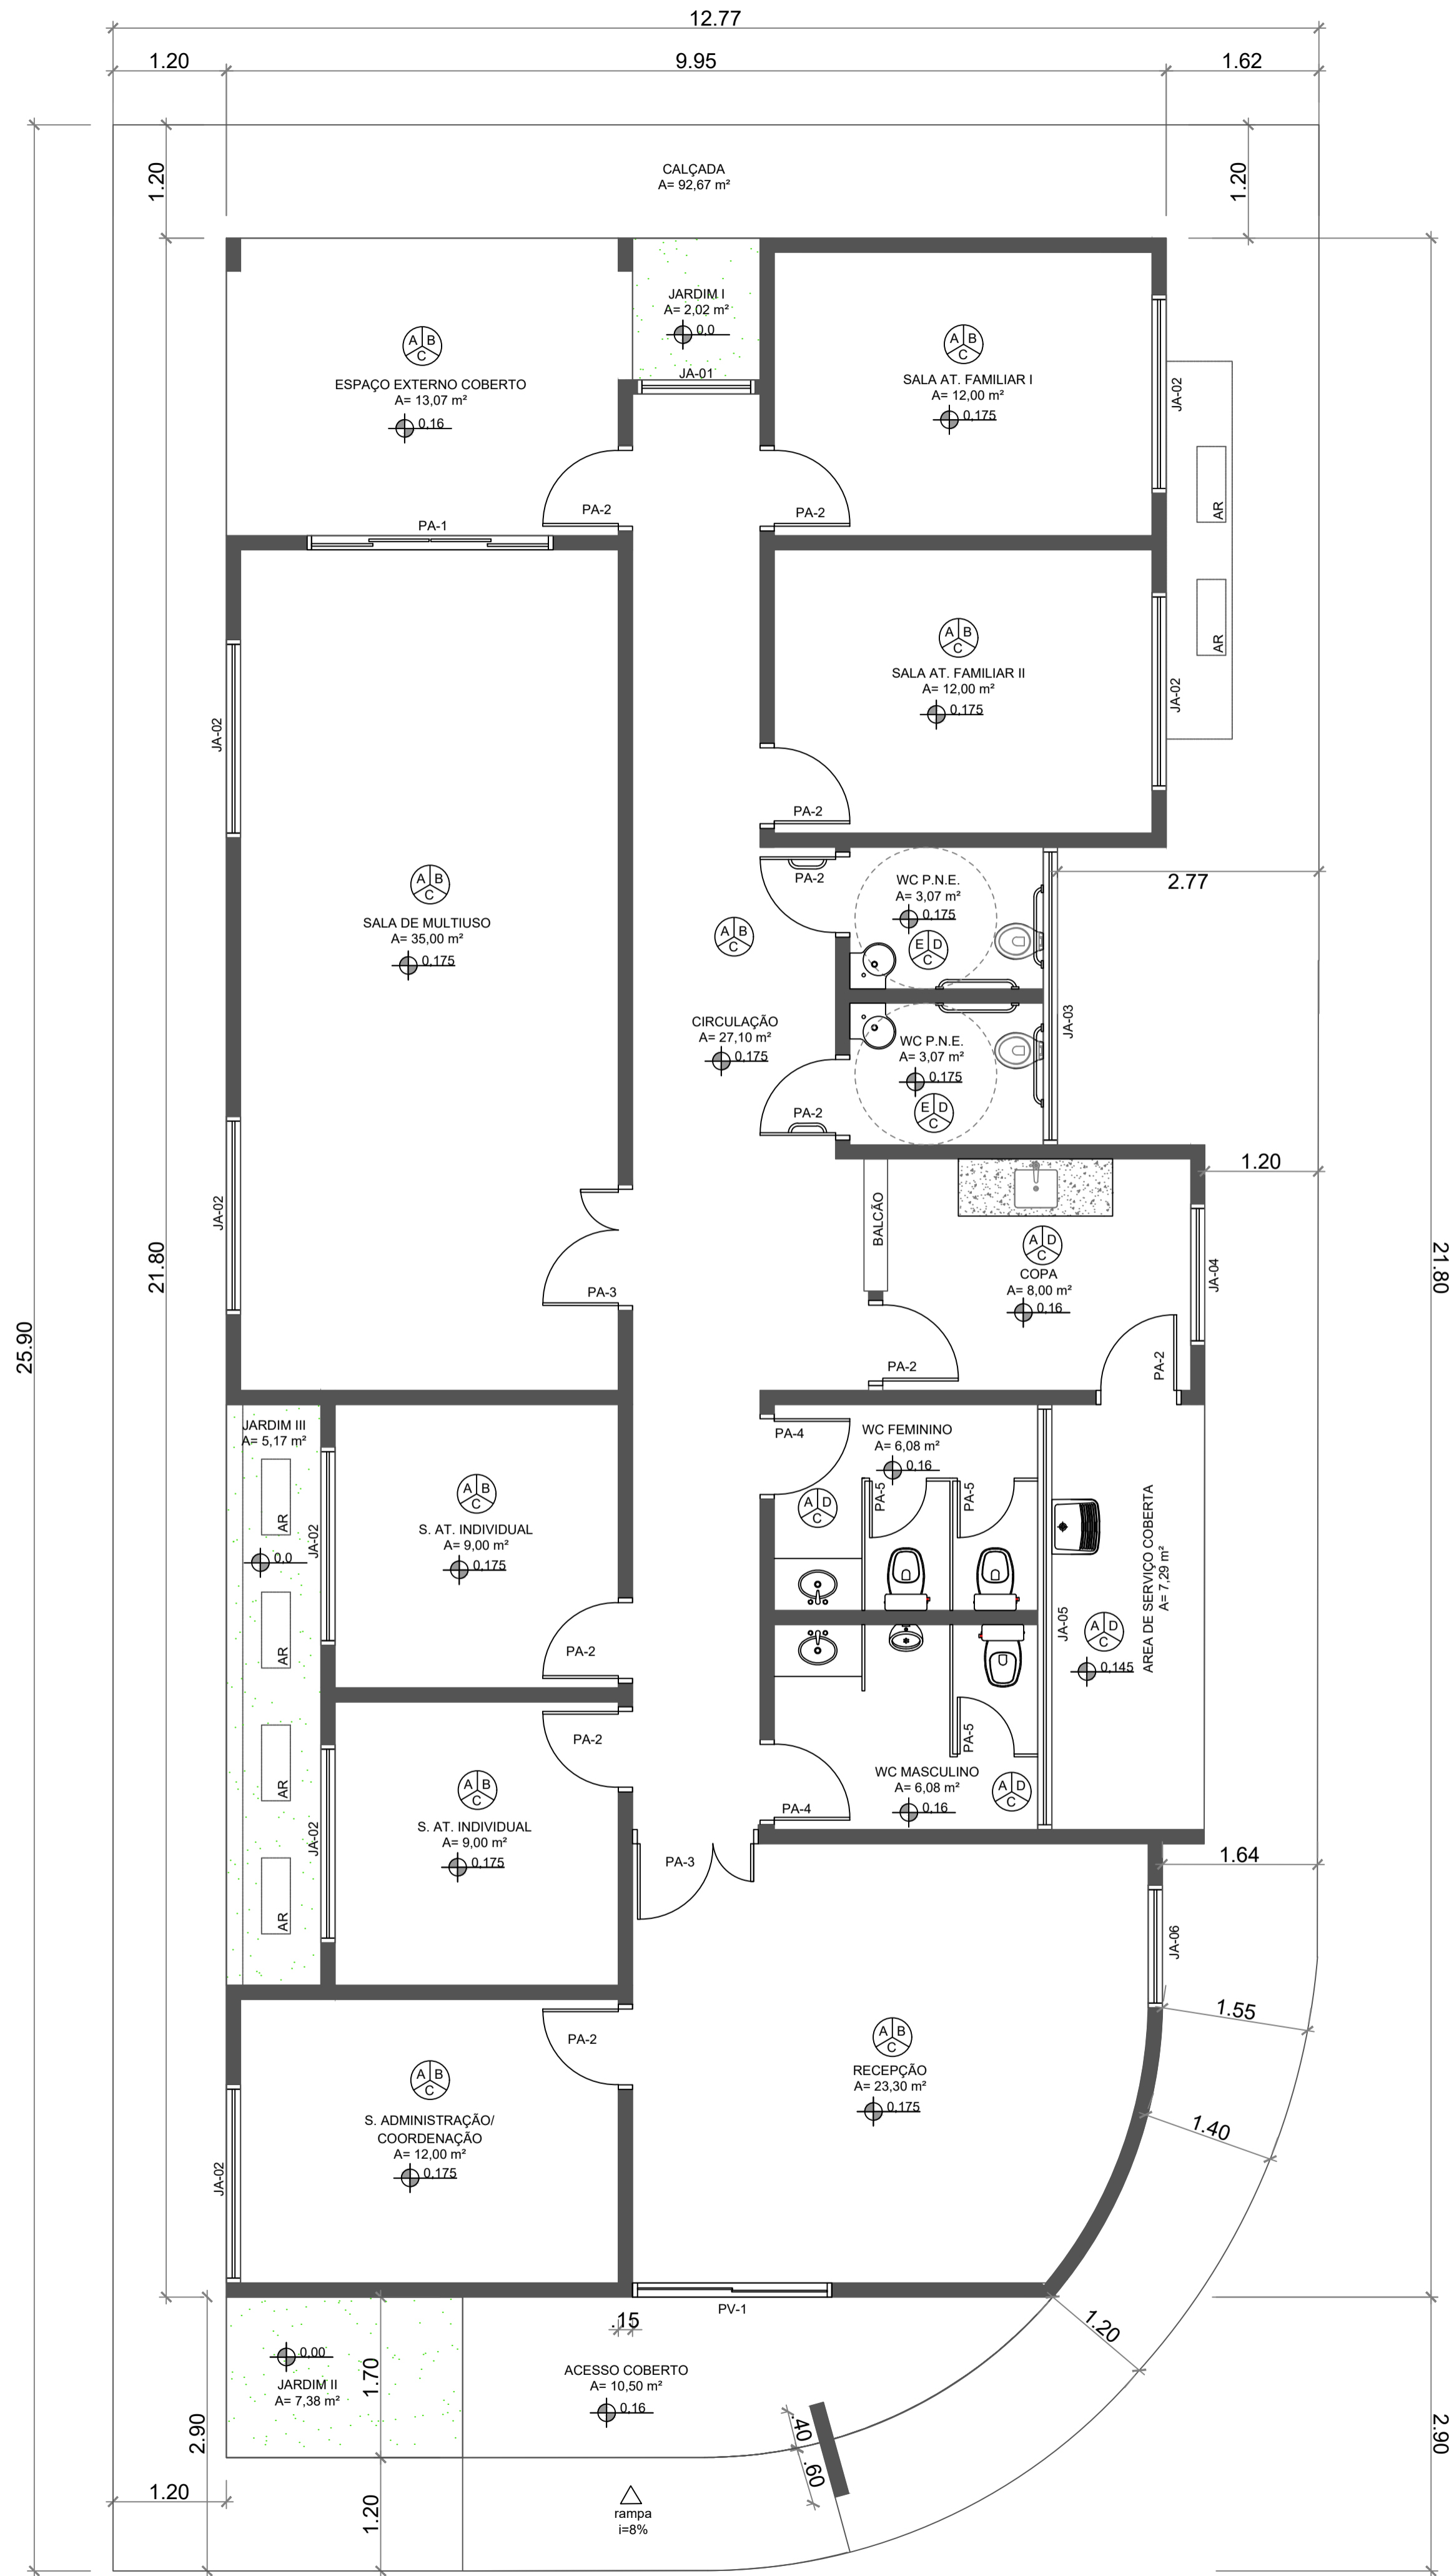 12.77
1.20
9.95
1.62
1.20
1.20
CALÇADA
A= 92,67 m²
JARDIM I
A= 2,02 m²
0,0
JA-01
A B
C
ESPAÇO EXTERNO COBERTO
A= 13,07 m²
0,16
A B
C
SALA AT. FAMILIAR I
A= 12,00 m²
0,175
JA-02
AR
PA-2
PA-2
PA-1
AR
A B
C
SALA AT. FAMILIAR II
A= 12,00 m²
0,175
JA-02
JA-02
PA-2
A B
C
SALA DE MULTIUSO
A= 35,00 m²
0,175
PA-2
WC P.N.E.
A= 3,07 m²
0,175
E D
C
2.77
A B
C
CIRCULAÇÃO
A= 27,10 m²
0,175
WC P.N.E.
A= 3,07 m²
0,175
E D
C
JA-03
PA-2
1.20
JA-02
BALCÃO
A D
C
COPA
A= 8,00 m²
0,16
JA-04
21.80
21.80
25.90
PA-3
PA-2
PA-2
JARDIM III
A= 5,17 m²
AR
0,0
JA-02
A B
C
S. AT. INDIVIDUAL
A= 9,00 m²
0,175
PA-4
WC FEMININO
A= 6,08 m²
0,16
A D
C
PA-5
PA-5
AREA DE SERVIÇO COBERTA
A= 7,29 m²
JA-05
A D
C
0,145
AR
PA-2
PA-2
AR
JA-02
A B
C
S. AT. INDIVIDUAL
A= 9,00 m²
0,175
PA-5
WC MASCULINO
A= 6,08 m²
0,16
A D
C
PA-4
PA-3
1.64
AR
JA-06
1.55
PA-2
A B
C
RECEPÇÃO
A= 23,30 m²
0,175
A B
C
S. ADMINISTRAÇÃO/
COORDENAÇÃO
A= 12,00 m²
0,175
JA-02
1.40
PV-1
.15
1.20
0,00
JARDIM II
A= 7,38 m²
1.70
ACESSO COBERTO
A= 10,50 m²
0,16
2.90
2.90
.40
.60
1.20
1.20
rampa
i=8%